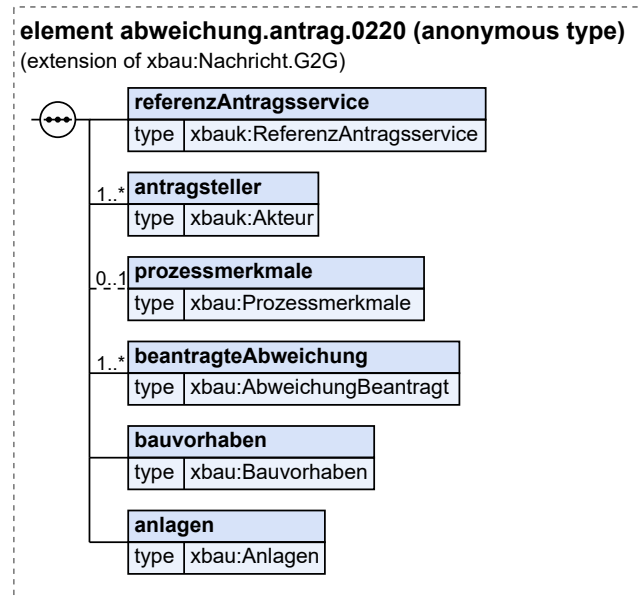 element abweichung.antrag.0220 (anonymous type)
(extension of xbau:Nachricht.G2G)
referenzAntragsservice
type xbauk:ReferenzAntragsservice
1..* antragsteller
type xbauk:Akteur
0..1 prozessmerkmale
type xbau:Prozessmerkmale
1..* beantragteAbweichung
type xbau:AbweichungBeantragt
bauvorhaben
type xbau:Bauvorhaben
anlagen
type xbau:Anlagen